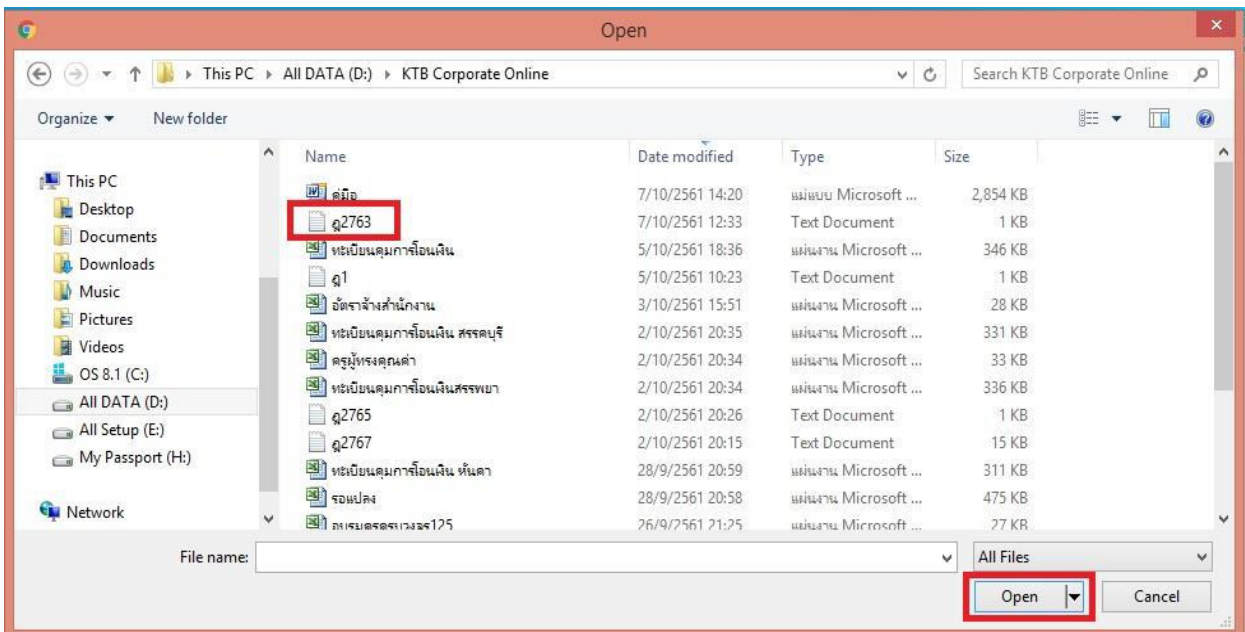 Open
This PC ▸ All DATA (D:) ▸ KTB Corporate Online
Search KTB Corporate Online
Organize
New folder
Name Date modified Type Size
This PC
Desktop
Documents
Downloads
Music
Pictures
Videos
OS 8.1 (C:)
All DATA (D:)
All Setup (E:)
My Passport (H:)
Network
คู่มือ 7/10/2561 14:20 แม่แบบ Microsoft ... 2,854 KB
ฎ2763 7/10/2561 12:33 Text Document 1 KB
ทะเบียนคุมการโอนเงิน 5/10/2561 18:36 แผ่นงาน Microsoft ... 346 KB
ฎ1 5/10/2561 10:23 Text Document 1 KB
อัตราจ้างสำนักงาน 3/10/2561 15:51 แผ่นงาน Microsoft ... 28 KB
ทะเบียนคุมการโอนเงิน สรรคบุรี 2/10/2561 20:35 แผ่นงาน Microsoft ... 331 KB
ครูผู้ทรงคุณค่า 2/10/2561 20:34 แผ่นงาน Microsoft ... 33 KB
ทะเบียนคุมการโอนเงินสรรพยา 2/10/2561 20:34 แผ่นงาน Microsoft ... 336 KB
ฎ2765 2/10/2561 20:26 Text Document 1 KB
ฎ2767 2/10/2561 20:15 Text Document 15 KB
ทะเบียนคุมการโอนเงิน หันคา 28/9/2561 20:59 แผ่นงาน Microsoft ... 311 KB
รอแปลง 28/9/2561 20:58 แผ่นงาน Microsoft ... 475 KB
26/9/2561 21:25 แผ่นงาน Microsoft ... 27 KB
File name:
All Files
Open
Cancel